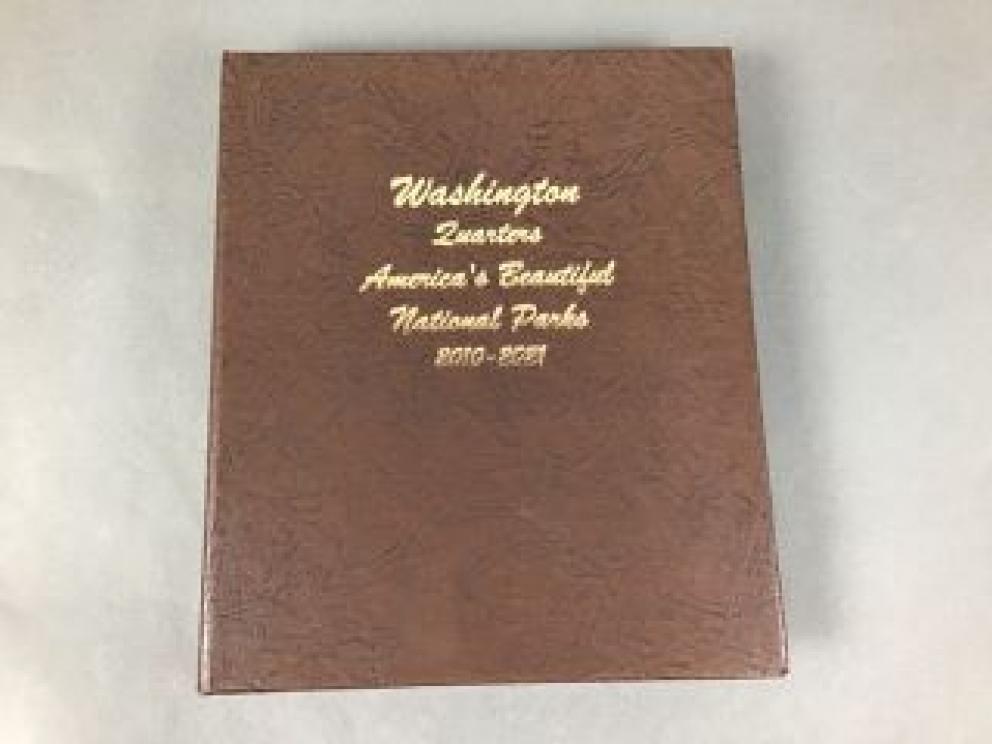 Washington
Quarters
America's Beautiful
National Parks
2010-2021